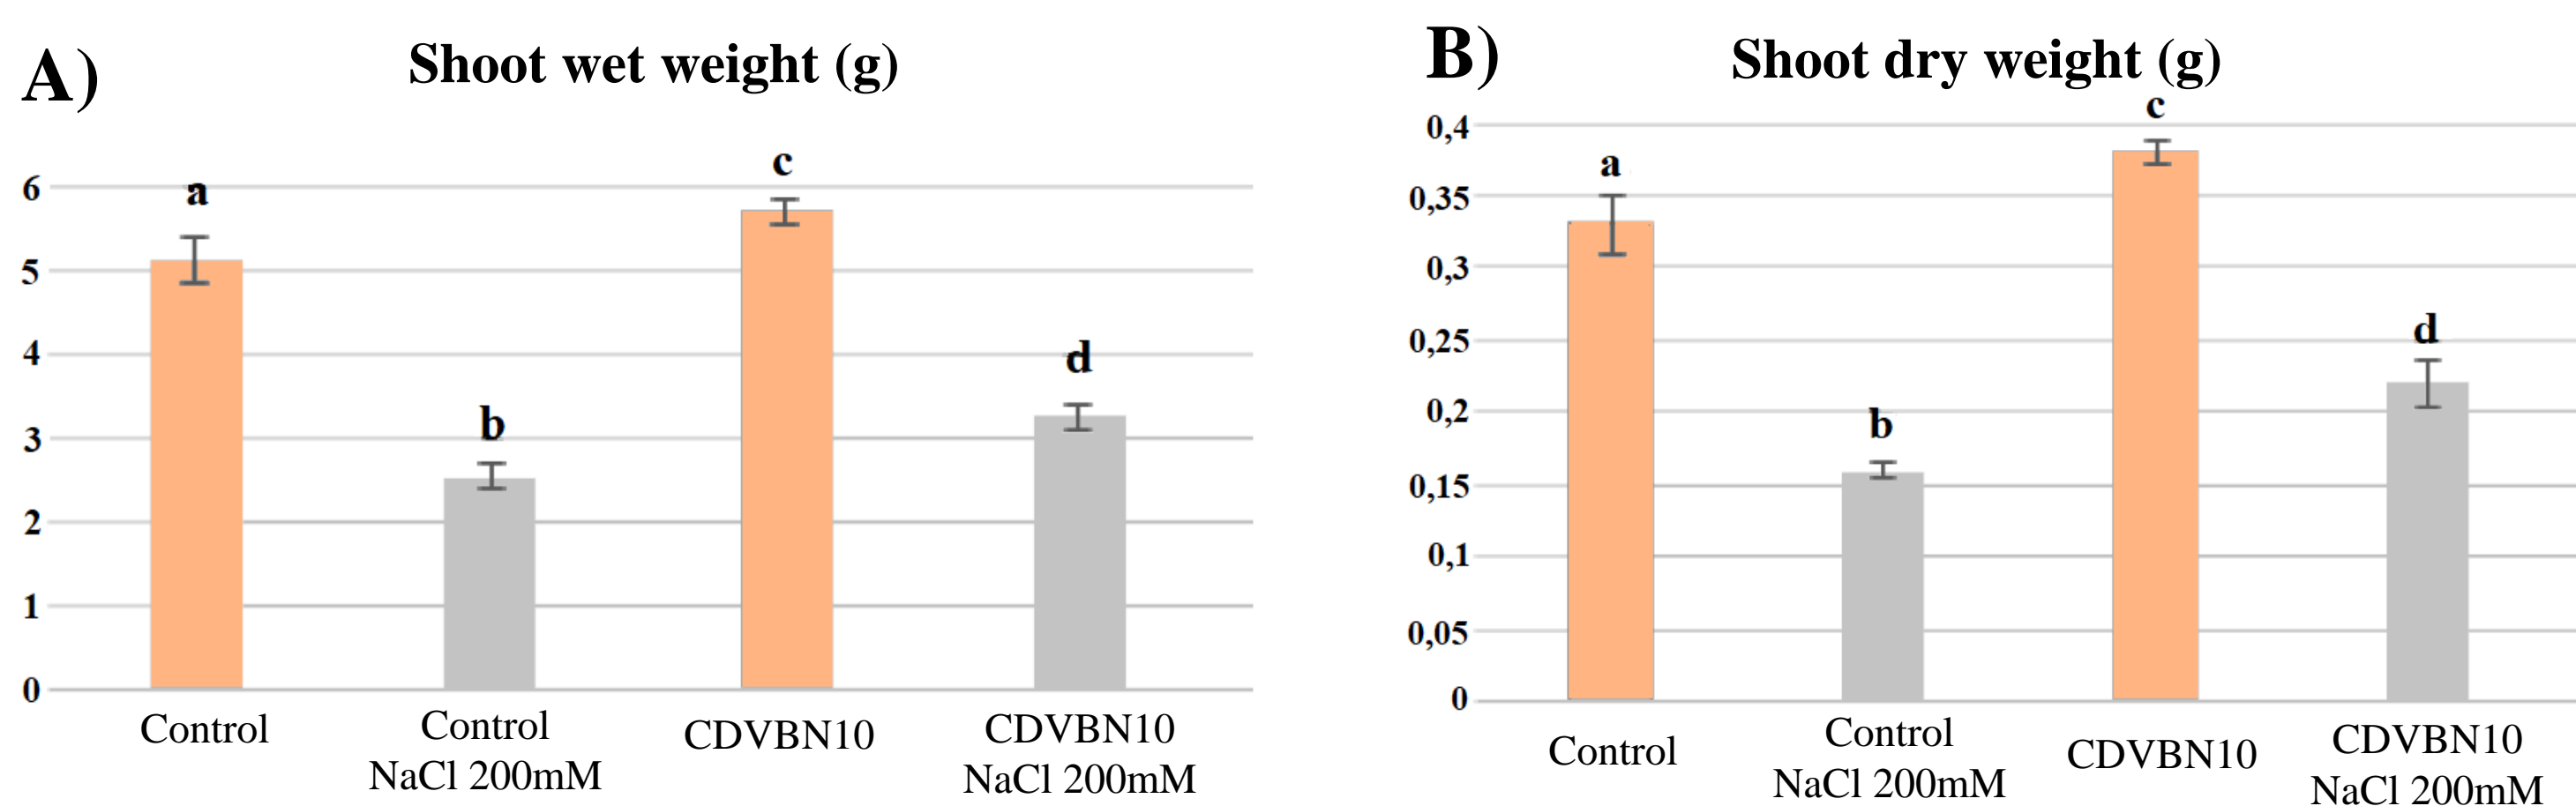 A)
Shoot wet weight (g)
6
5
4
3
2
1
0
a
b
c
d
Control
Control
NaCl 200mM
CDVBN10
CDVBN10
NaCl 200mM
B)
Shoot dry weight (g)
0,4
0,35
0,3
0,25
0,2
0,15
0,1
0,05
0
a
b
c
d
Control
Control
NaCl 200mM
CDVBN10
CDVBN10
NaCl 200mM